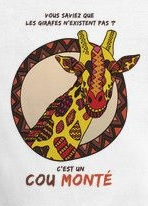 VOUS SAVIEZ QUE
LES GIRAFES N'EXISTENT PAS ?
C'EST UN
COU MONTÉ